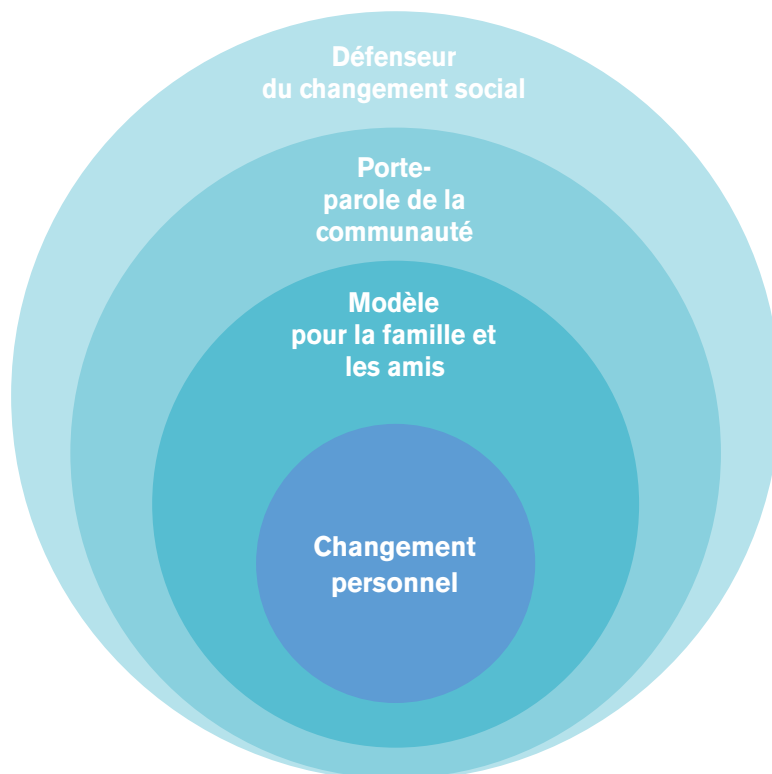 Défenseur
du changement social
Porte-
parole de la
communauté
Modèle
pour la famille et
les amis
Changement
personnel